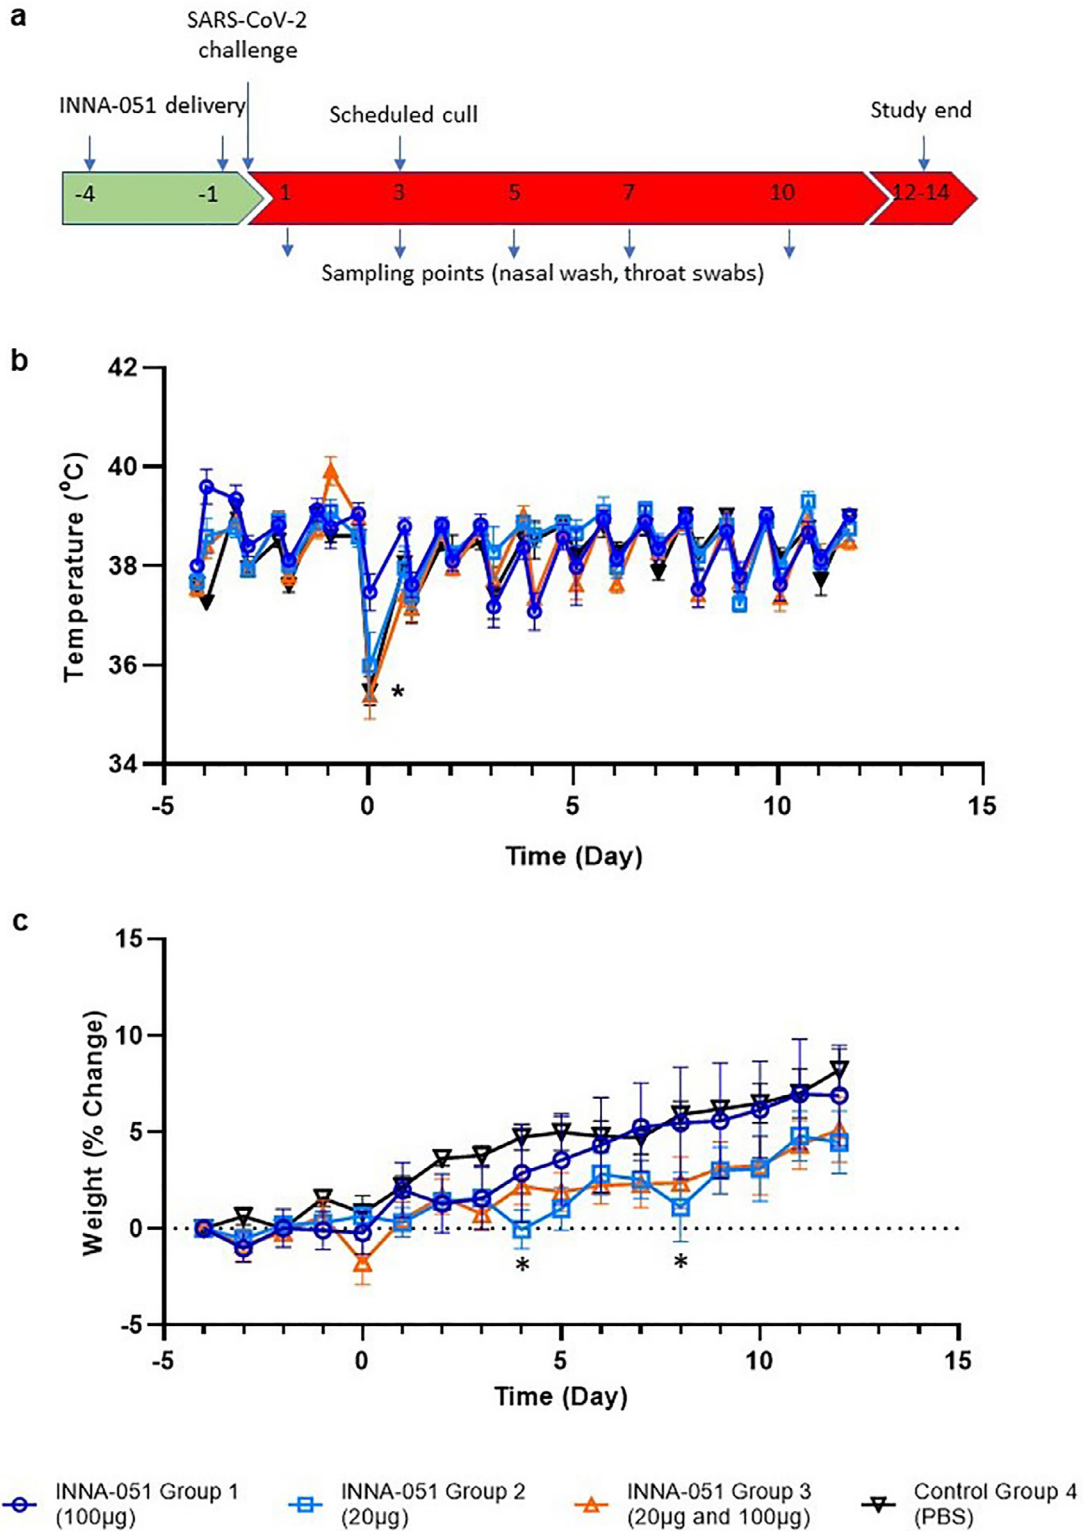 a
SARS-CoV-2
challenge
INNA-051 delivery
Scheduled cull
Study end
-4 -1 1 3 5 7 10 12-14
Sampling points (nasal wash, throat swabs)
b
42
40
38
36
34
Temperature (°C)
*
-5 0 5 10 15
Time (Day)
c
15
10
5
0
-5
Weight (% Change)
* *
-5 0 5 10 15
Time (Day)
INNA-051 Group 1
(100µg)
INNA-051 Group 2
(20µg)
INNA-051 Group 3
(20µg and 100µg)
Control Group 4
(PBS)